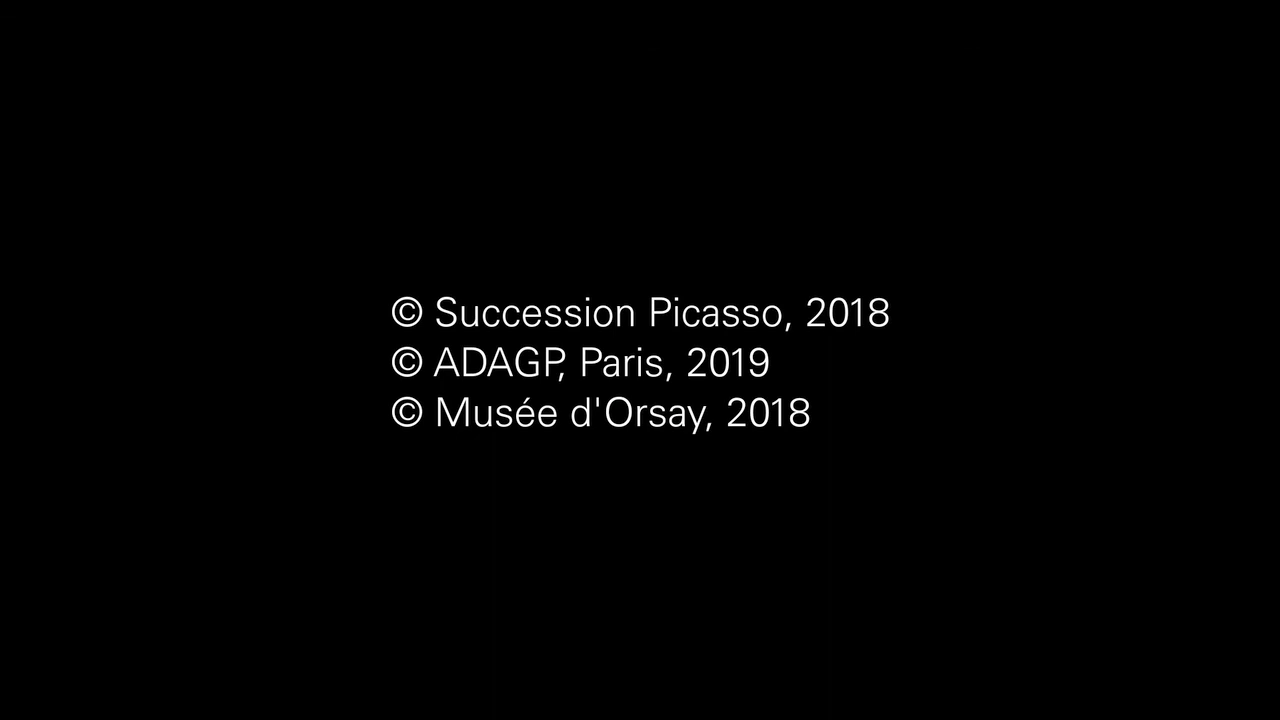 © Succession Picasso, 2018
© ADAGP, Paris, 2019
© Musée d'Orsay, 2018